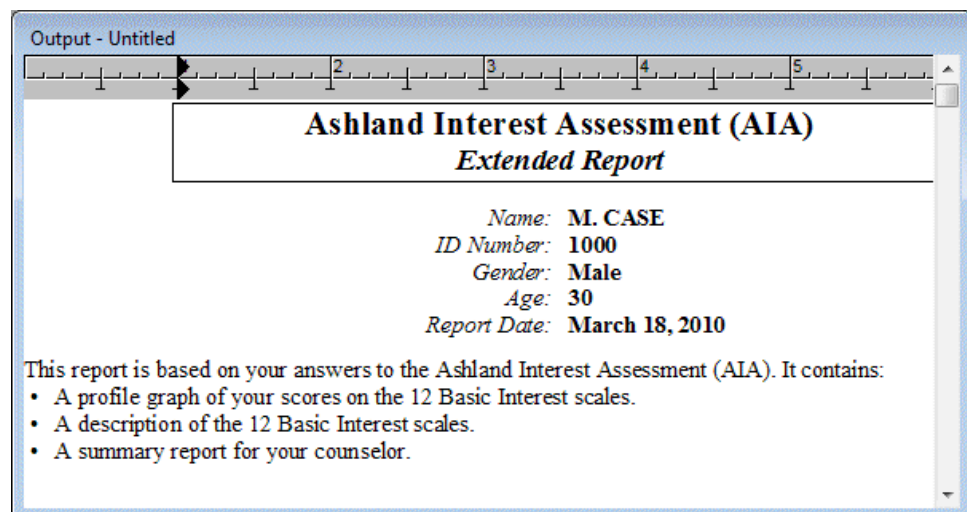 Output - Untitled
2 3 4 5
Ashland Interest Assessment (AIA)
Extended Report
Name: M. CASE
ID Number: 1000
Gender: Male
Age: 30
Report Date: March 18, 2010
This report is based on your answers to the Ashland Interest Assessment (AIA). It contains:
• A profile graph of your scores on the 12 Basic Interest scales.
• A description of the 12 Basic Interest scales.
• A summary report for your counselor.